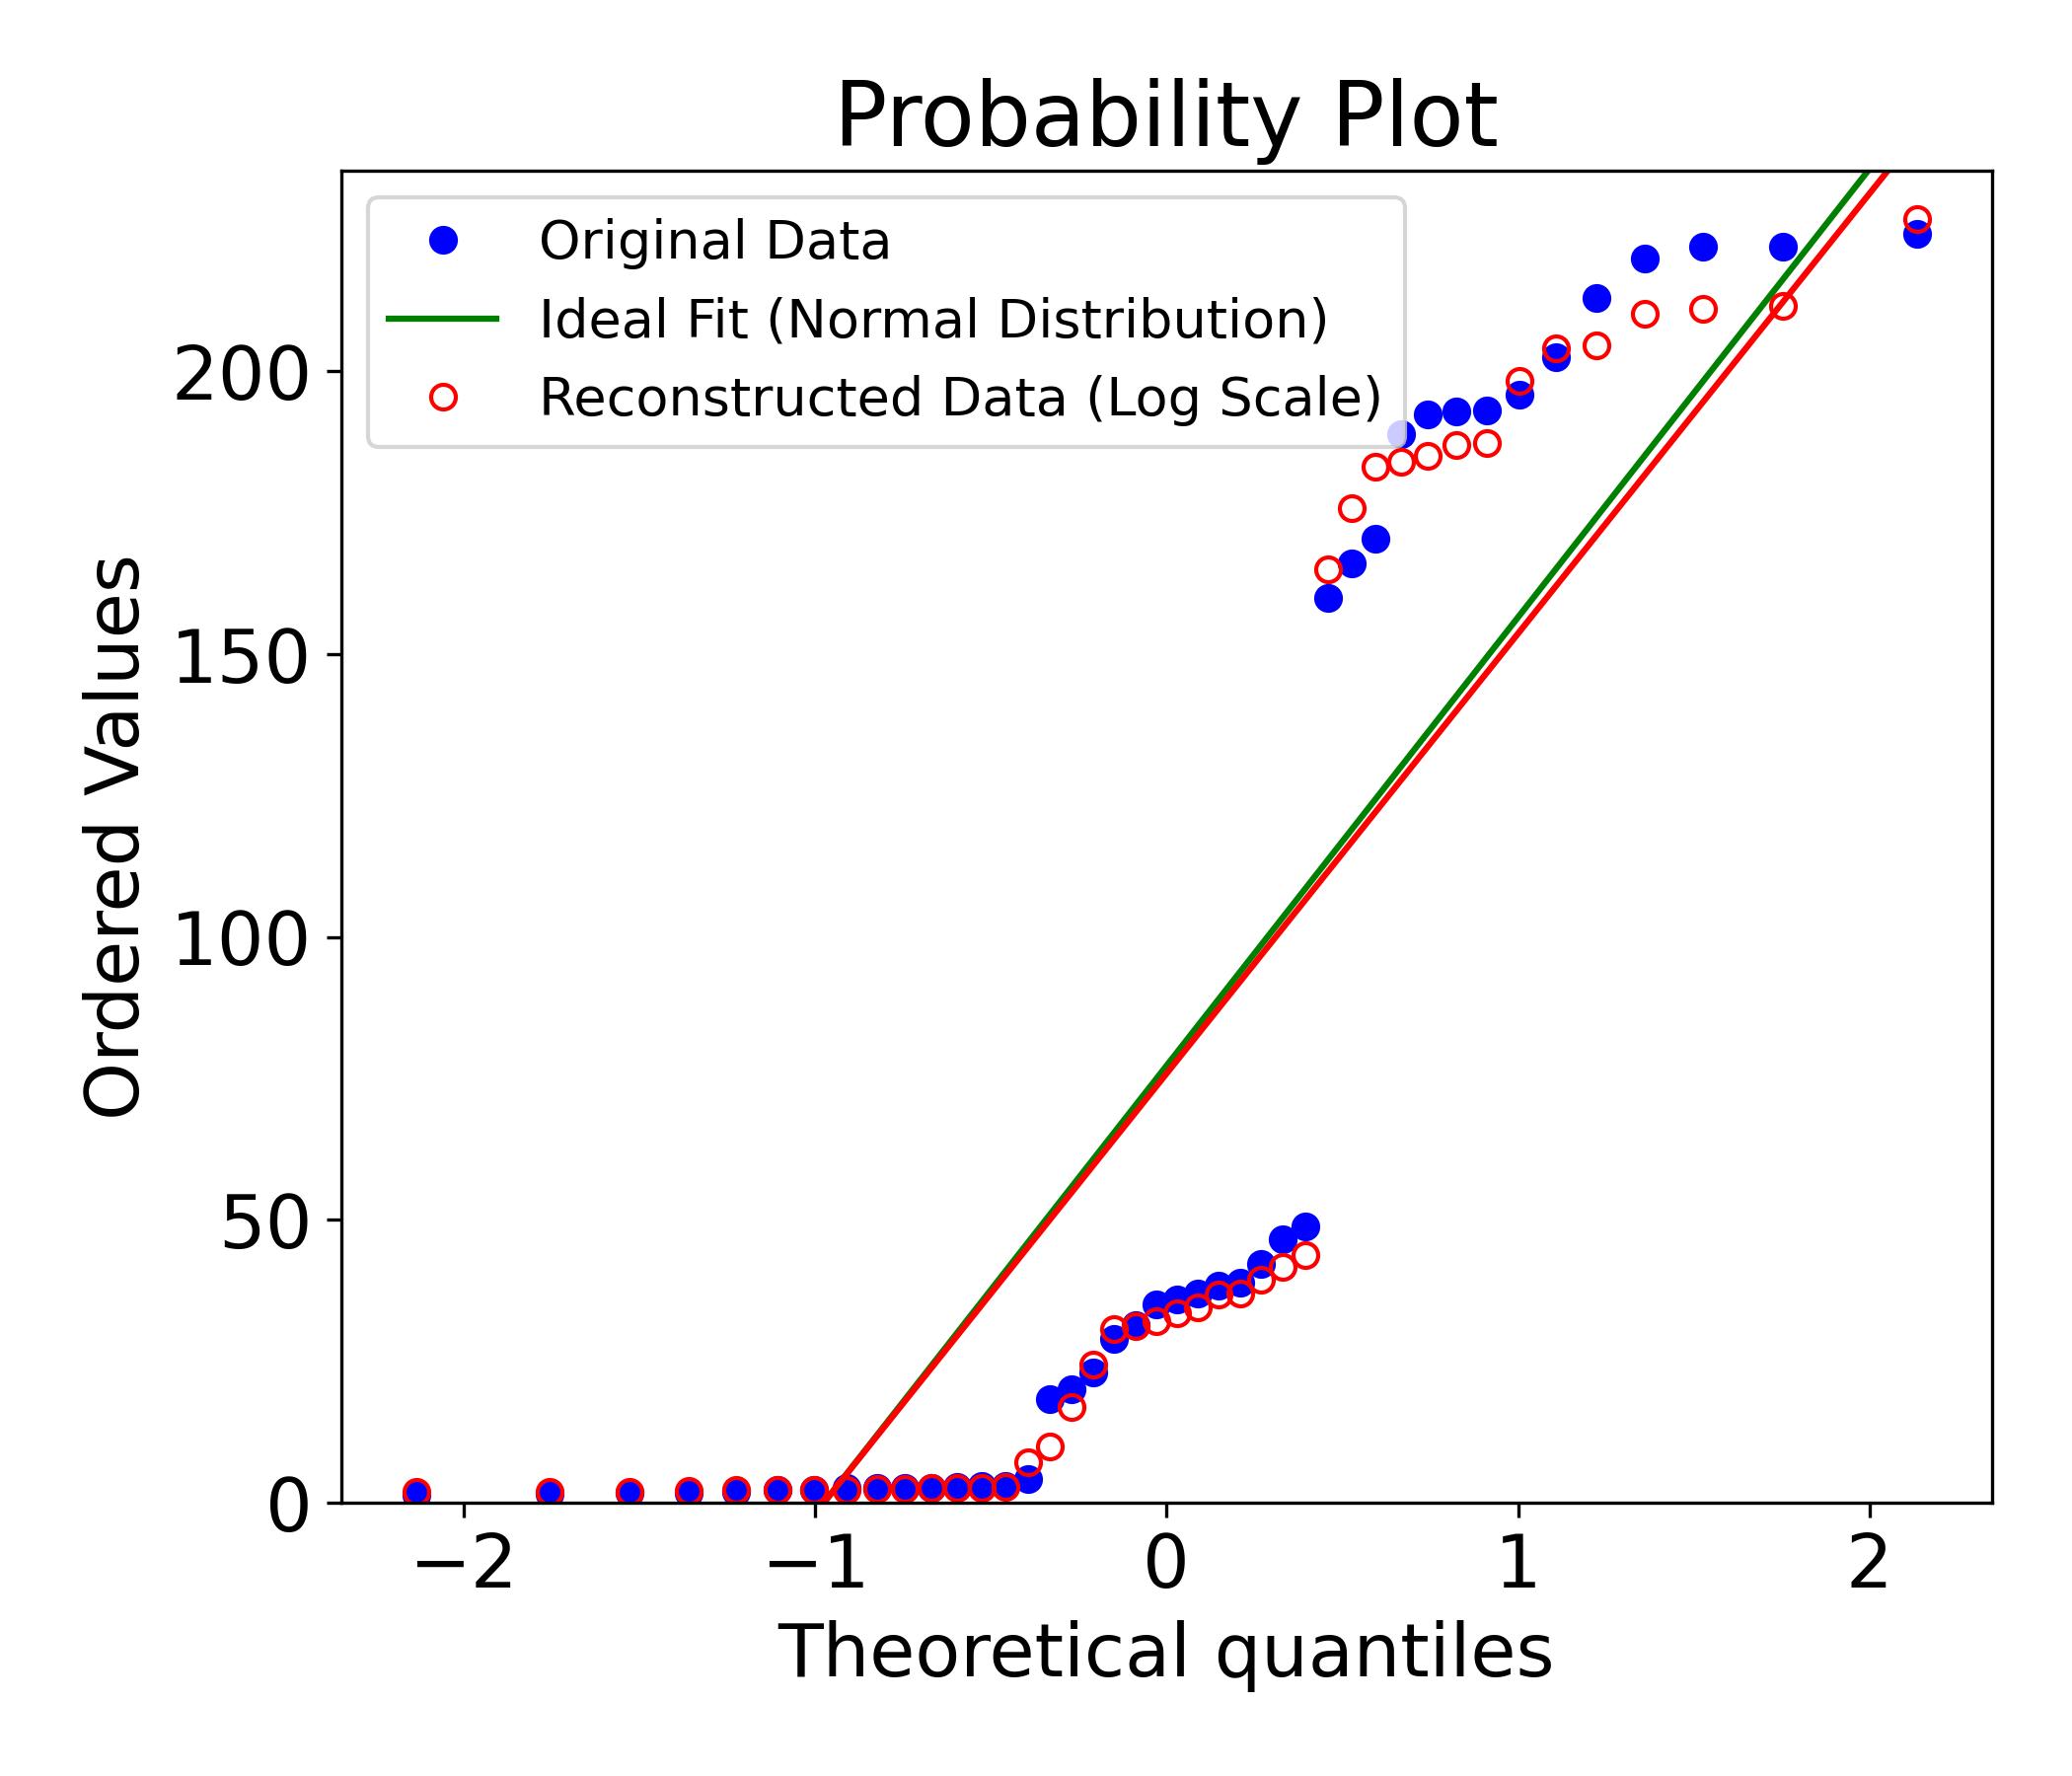 Probability Plot
Original Data
Ideal Fit (Normal Distribution)
Reconstructed Data (Log Scale)
Ordered Values
200
150
100
50
0
−2
−1
0
1
2
Theoretical quantiles